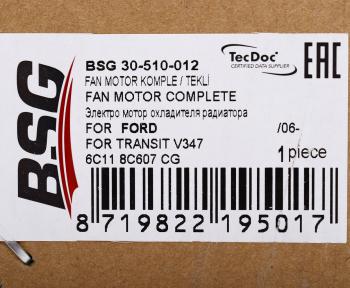 BSG
BSG 30-510-012
TecDoc
CERTIFIED DATA SUPPLIER
EAC
FAN MOTOR KOMPLE / TEKLİ
FAN MOTOR COMPLETE
Электро мотор охладителя радиатора
FOR FORD /06-
FOR TRANSIT V347
6C11 8C607 CG 1 piece
8 719822 195017